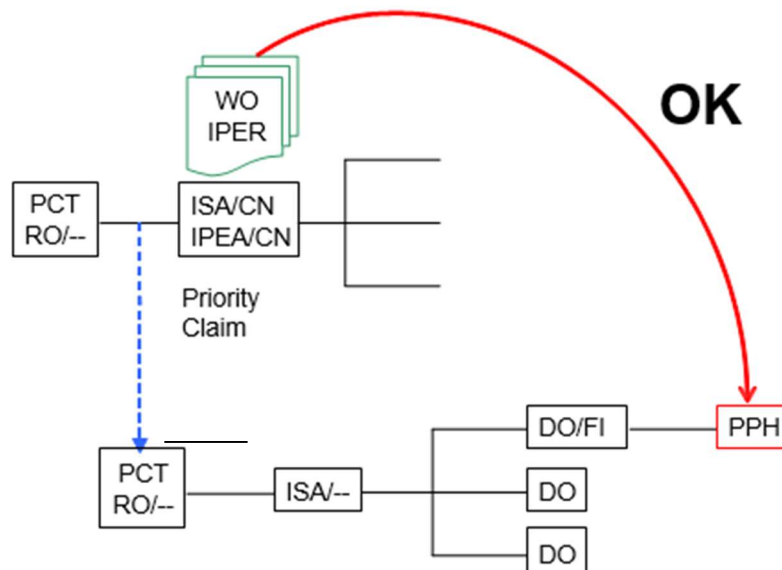 WO
IPER
OK
PCT
RO/--
ISA/CN
IPEA/CN
Priority
Claim
DO/FI
PPH
PCT
RO/--
ISA/--
DO
DO